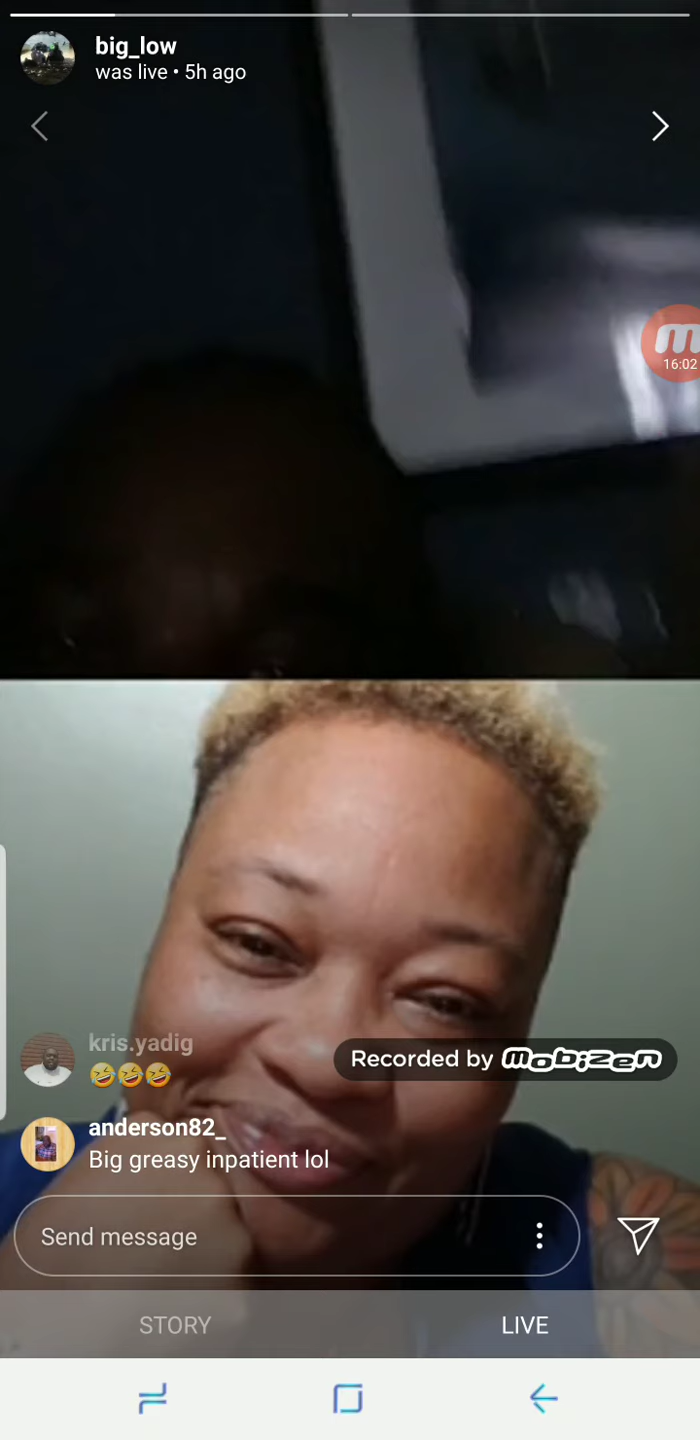 big_low
was live • 5h ago
m
16:02
kris.yadig
🤣🤣🤣
Recorded by mobizen
anderson82_
Big greasy inpatient lol
Send message
STORY LIVE